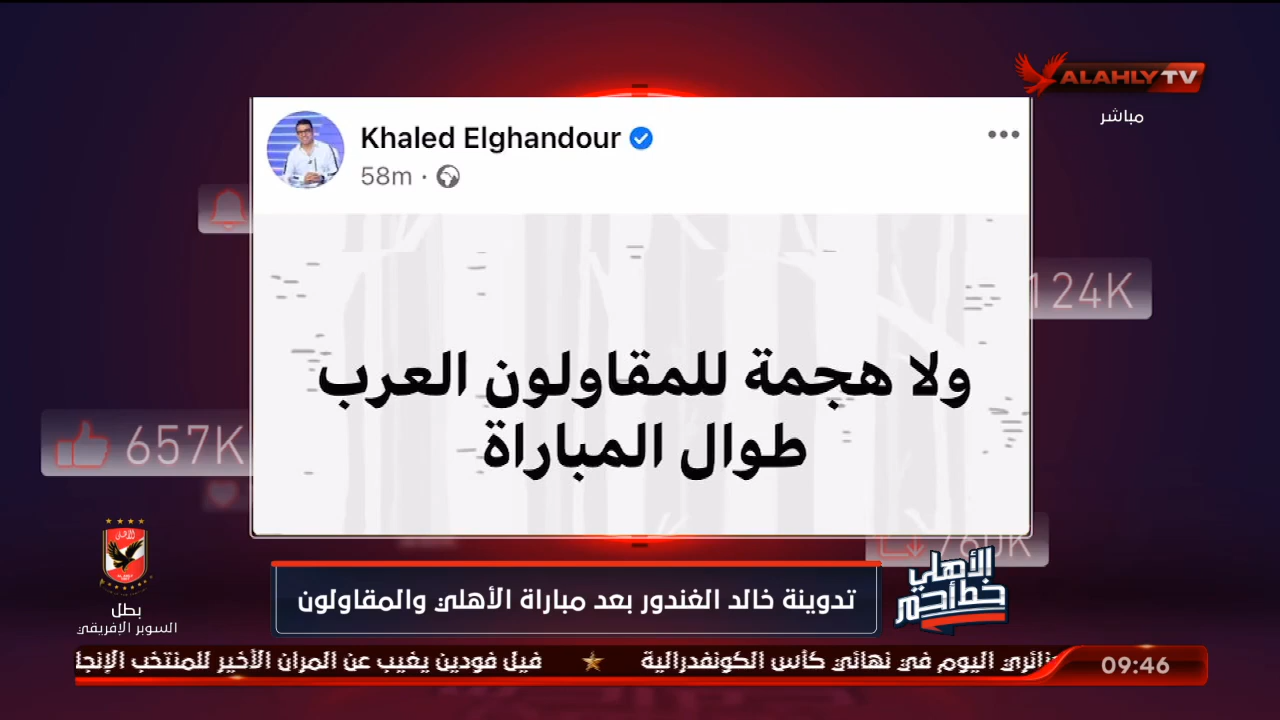 ALAHLY TV
مباشر
Khaled Elghandour
58m
ولا هجمة للمقاولون العرب
طوال المباراة
124K
657K
760K
الأهلي
خط أحمر
تدوينة خالد الغندور بعد مباراة الأهلي والمقاولون
بطل
السوبر الإفريقي
اليوم في نهائي كأس الكونفدرالية ★ فيل فودين يغيب عن المران الأخير للمنتخب
09:46